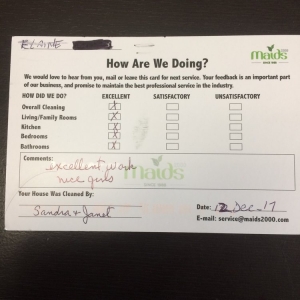 ELAINE
maids
How Are We Doing?
We would love to hear from you, mail or leave this card for next service. Your feedback is an important part
of our business, and promise to maintain the best professional service in the industry.
HOW DID WE DO? EXCELLENT SATISFACTORY UNSATISFACTORY
Overall Cleaning X
Living/Family Rooms X
Kitchen X
Bedrooms X
Bathrooms X
Comments:
excellent work
nice girls
maids
Your House Was Cleaned By:
Sandra & Janet
Date: 12 Dec-17
E-mail: service@maids2000.com